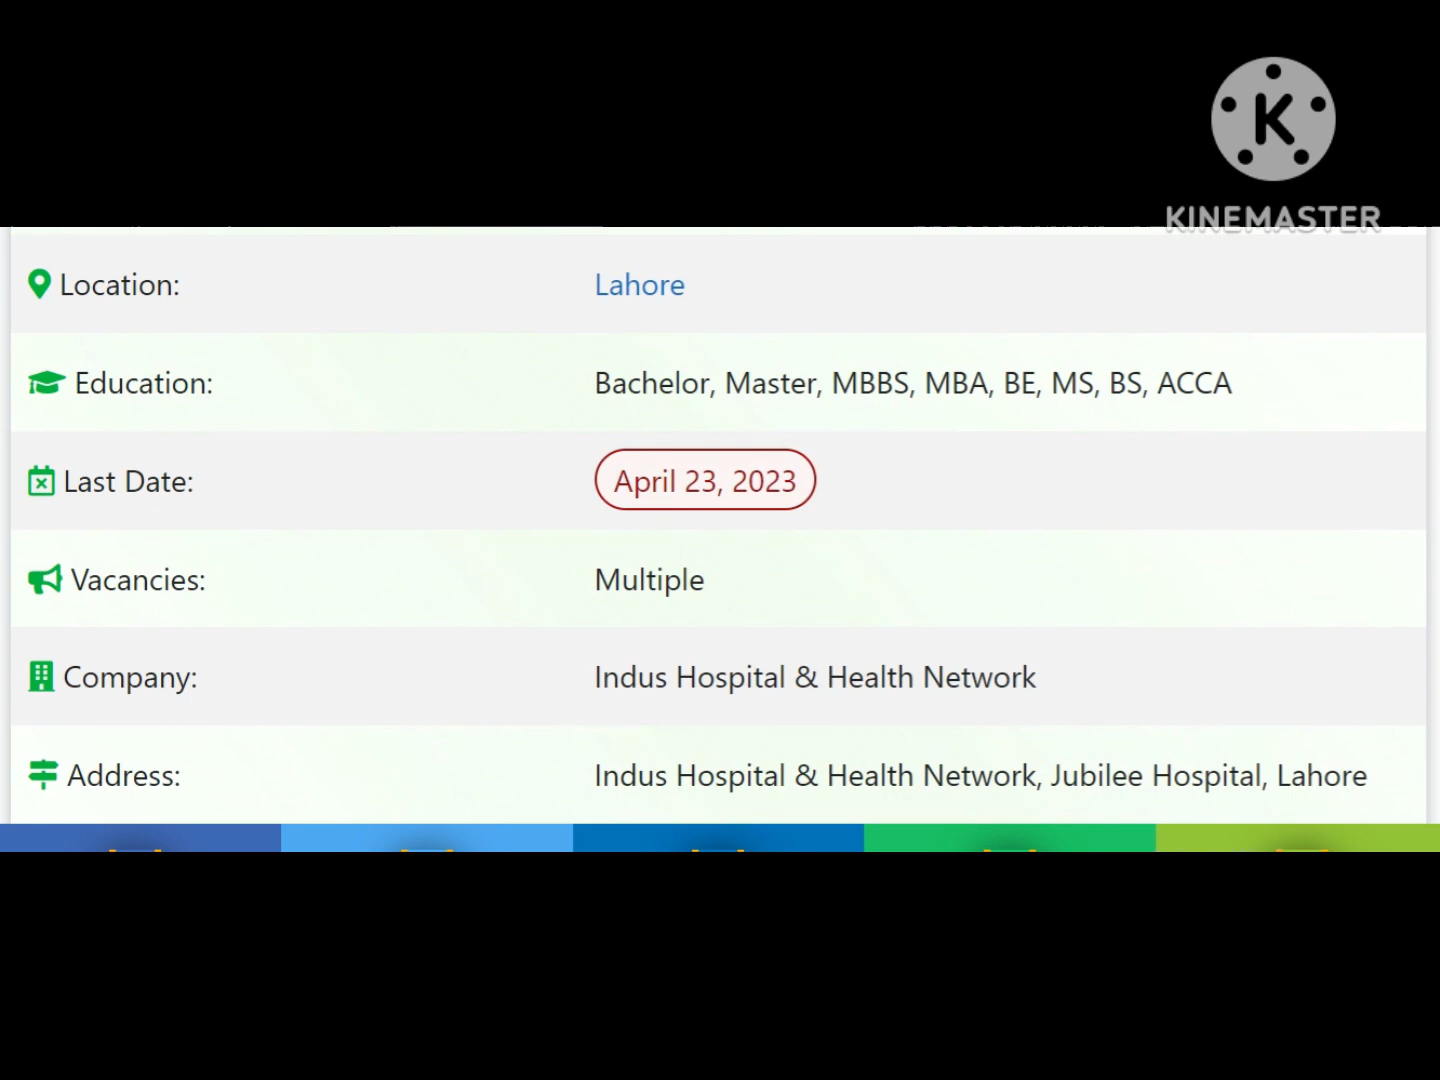 K
KINEMASTER
Location: Lahore
Education: Bachelor, Master, MBBS, MBA, BE, MS, BS, ACCA
Last Date: April 23, 2023
Vacancies: Multiple
Company: Indus Hospital & Health Network
Address: Indus Hospital & Health Network, Jubilee Hospital, Lahore